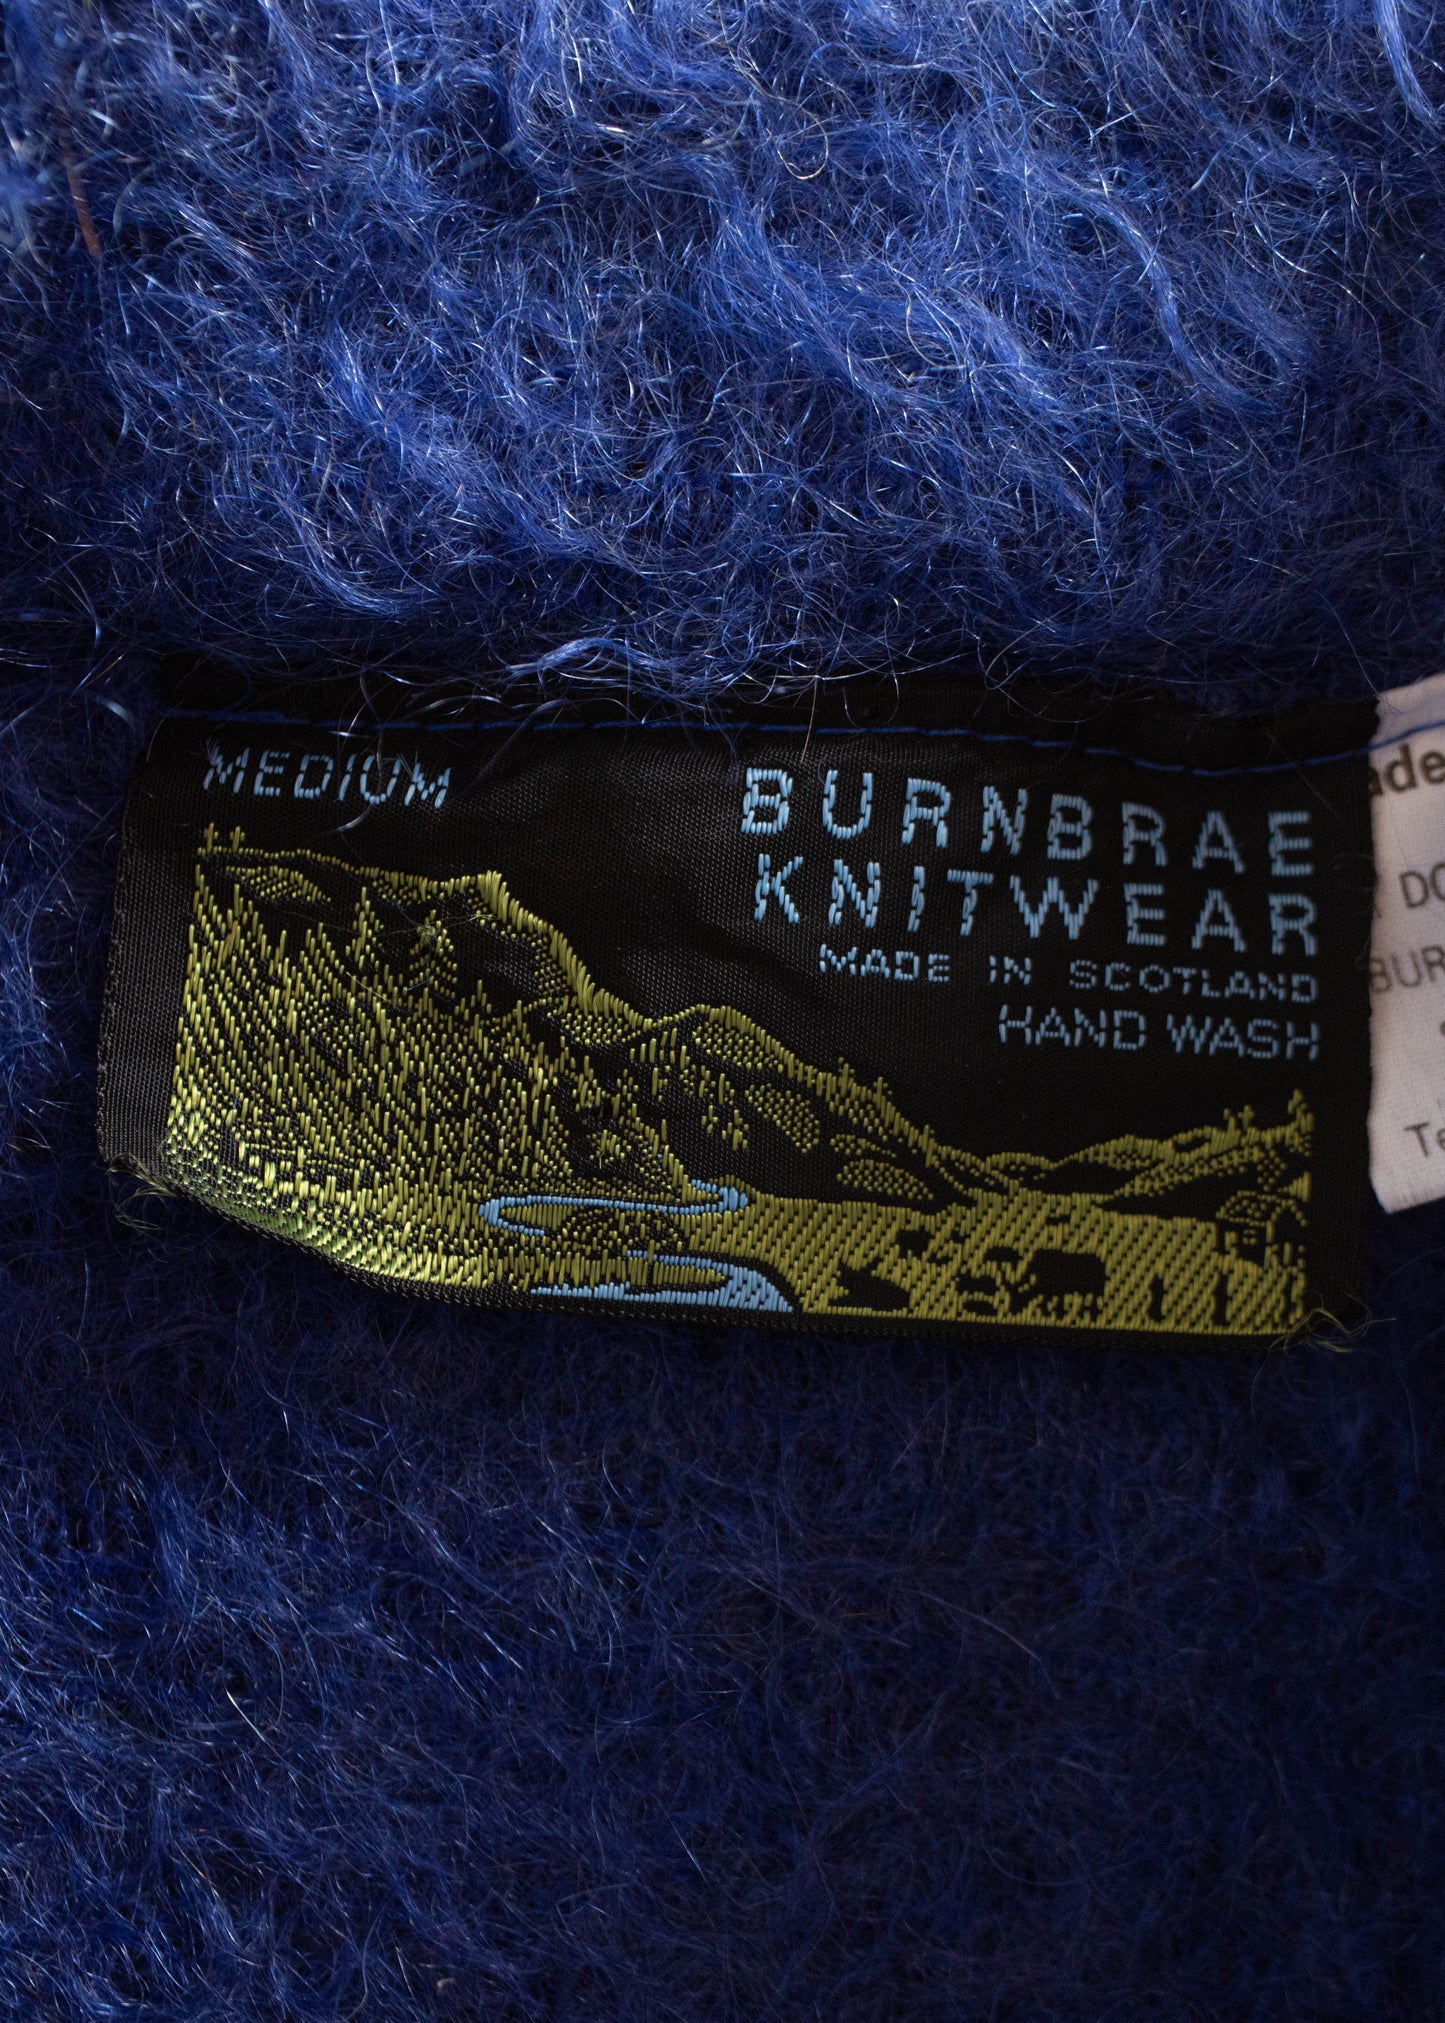 MEDIUM
BURNBRAE
KNITWEAR
MADE IN SCOTLAND
HAND WASH